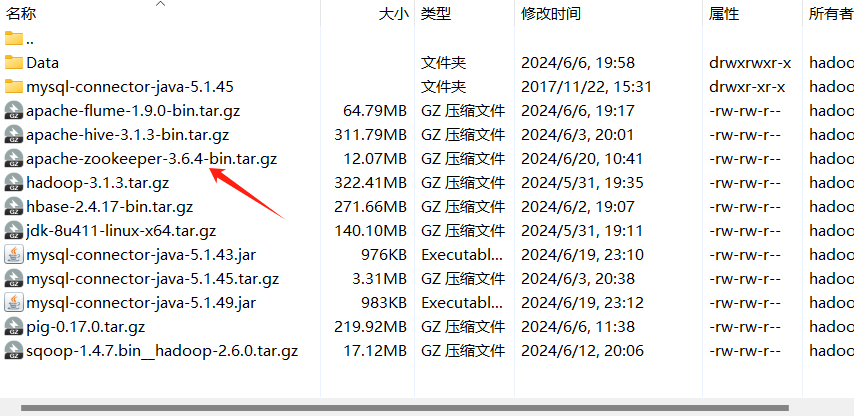 名称 大小 类型 修改时间 属性 所有者
..
Data 文件夹 2024/6/6, 19:58 drwxrwxr-x hadoo
mysql-connector-java-5.1.45 文件夹 2017/11/22, 15:31 drwxr-xr-x hadoo
apache-flume-1.9.0-bin.tar.gz 64.79MB GZ 压缩文件 2024/6/6, 19:17 -rw-rw-r-- hadoo
apache-hive-3.1.3-bin.tar.gz 311.79MB GZ 压缩文件 2024/6/3, 20:01 -rw-rw-r-- hadoo
apache-zookeeper-3.6.4-bin.tar.gz 12.07MB GZ 压缩文件 2024/6/20, 10:41 -rw-rw-r-- hadoo
hadoop-3.1.3.tar.gz 322.41MB GZ 压缩文件 2024/5/31, 19:35 -rw-rw-r-- hadoo
hbase-2.4.17-bin.tar.gz 271.66MB GZ 压缩文件 2024/6/2, 19:07 -rw-rw-r-- hadoo
jdk-8u411-linux-x64.tar.gz 140.10MB GZ 压缩文件 2024/5/31, 19:11 -rw-rw-r-- hadoo
mysql-connector-java-5.1.43.jar 976KB Executabl... 2024/6/19, 23:10 -rw-rw-r-- hadoo
mysql-connector-java-5.1.45.tar.gz 3.31MB GZ 压缩文件 2024/6/3, 20:38 -rw-rw-r-- hadoo
mysql-connector-java-5.1.49.jar 983KB Executabl... 2024/6/19, 23:12 -rw-rw-r-- hadoo
pig-0.17.0.tar.gz 219.92MB GZ 压缩文件 2024/6/6, 11:38 -rw-rw-r-- hadoo
sqoop-1.4.7.bin__hadoop-2.6.0.tar.gz 17.12MB GZ 压缩文件 2024/6/12, 20:06 -rw-rw-r-- hadoo